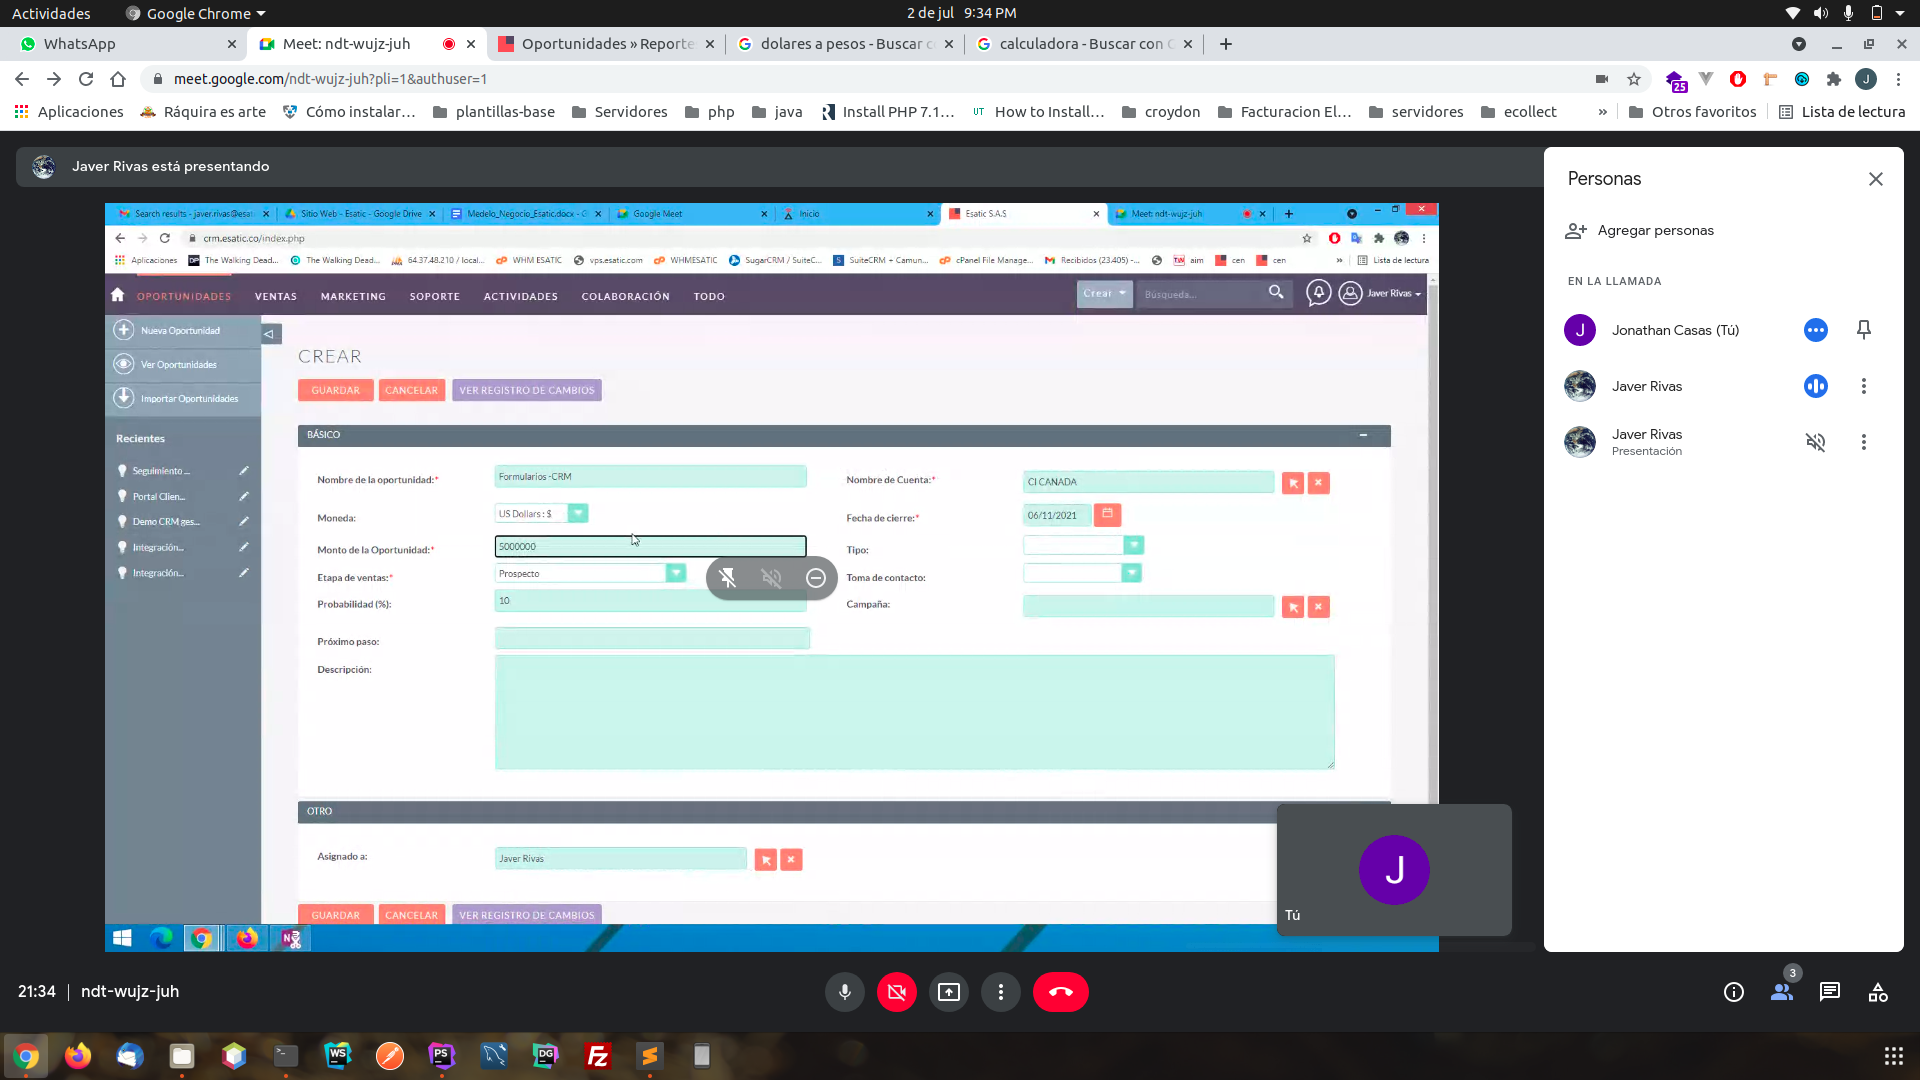 Actividades Google Chrome 2 de jul 9:34 PM
WhatsApp Meet: ndt-wujz-juh Oportunidades » Reporte dolares a pesos - Buscar c calculadora - Buscar con
meet.google.com/ndt-wujz-juh?pli=1&authuser=1 25 J
Aplicaciones Ráquira es arte Cómo instalar… plantillas-base Servidores php java Install PHP 7.1… UT How to Install… croydon Facturacion El… servidores ecollect » Otros favoritos Lista de lectura
Javer Rivas está presentando
Search results - javer.rivas@esat Sitio Web - Esatic - Google Drive Medelo_Negocio_Esatic.docx - G Google Meet Inicio Esatic S.A.S Meet: ndt-wujz-juh
crm.esatic.co/index.php
Aplicaciones The Walking Dead... The Walking Dead... 64.37.48.210 / local... WHM ESATIC vps.esatic.com WHMESATIC SugarCRM / SuiteC... SuiteCRM + Camun... cPanel File Manage... Recibidos (23.405) -... aim cen cen » Lista de lectura
OPORTUNIDADES VENTAS MARKETING SOPORTE ACTIVIDADES COLABORACIÓN TODO Crear Búsqueda... Javer Rivas
Nueva Oportunidad
Ver Oportunidades
Importar Oportunidades
Recientes
Seguimiento ...
Portal Clien...
Demo CRM ges...
Integración...
Integración...
CREAR
GUARDAR CANCELAR VER REGISTRO DE CAMBIOS
BÁSICO
Nombre de la oportunidad:* Formularios -CRM Nombre de Cuenta:* CI CANADA
Moneda: US Dollars : $ Fecha de cierre:* 06/11/2021
Monto de la Oportunidad:* 5000000 Tipo:
Etapa de ventas:* Prospecto Toma de contacto:
Probabilidad (%): 10 Campaña:
Próximo paso:
Descripción:
OTRO
Asignado a: Javer Rivas
GUARDAR CANCELAR VER REGISTRO DE CAMBIOS
J
Tú
Personas
Agregar personas
EN LA LLAMADA
J Jonathan Casas (Tú)
Javer Rivas
Javer Rivas
Presentación
21:34 | ndt-wujz-juh
3
WS PS DG Fz